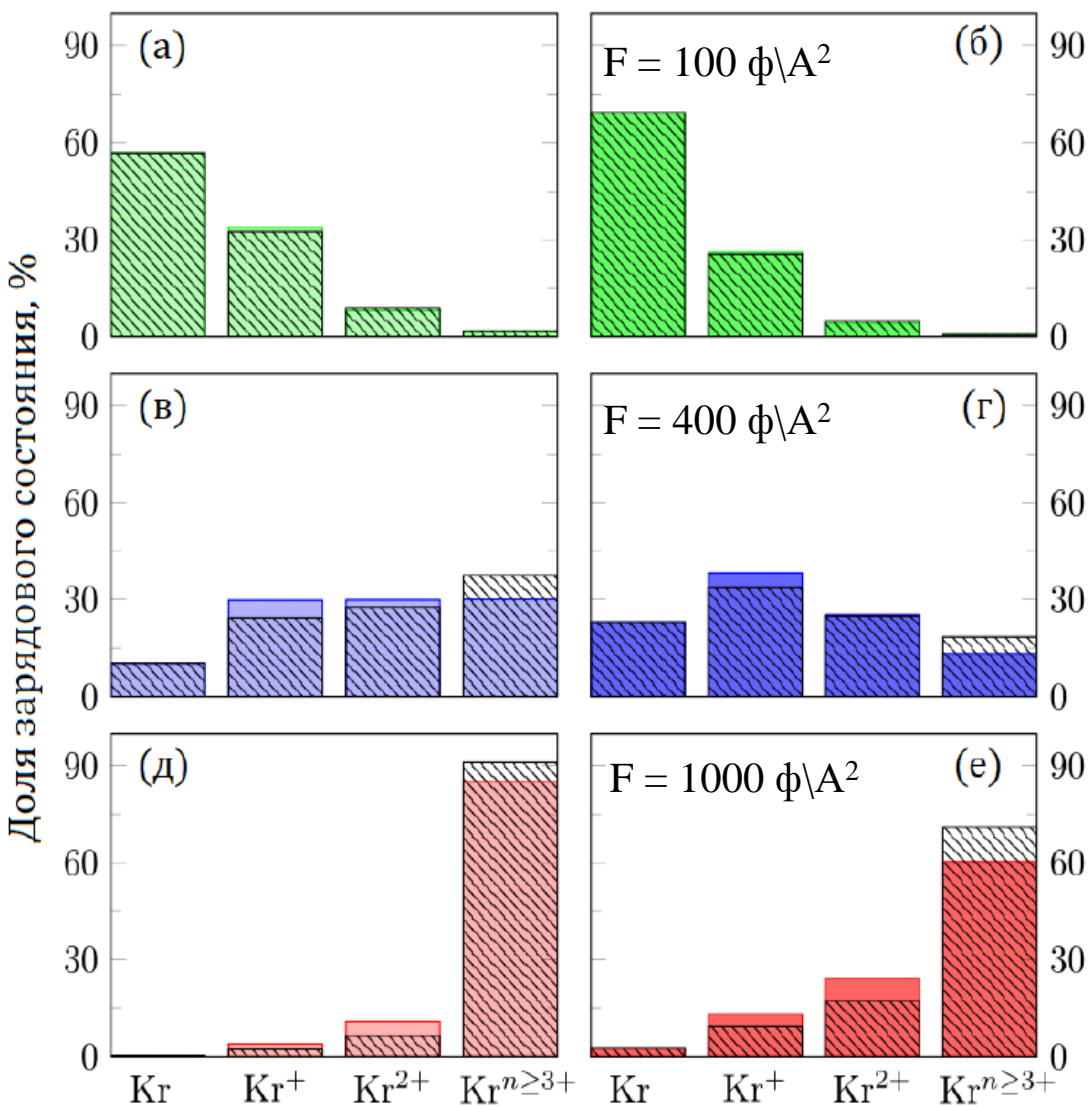 Доля зарядового состояния, %
90
(а)
60
30
0
F = 100 ф\А²
(б)
90
60
30
0
90
(в)
60
30
0
F = 400 ф\А²
(г)
90
60
30
0
90
(д)
60
30
0
F = 1000 ф\А²
(е)
90
60
30
0
Kr Kr⁺ Kr²⁺ Krⁿ≥³⁺
Kr Kr⁺ Kr²⁺ Krⁿ≥³⁺